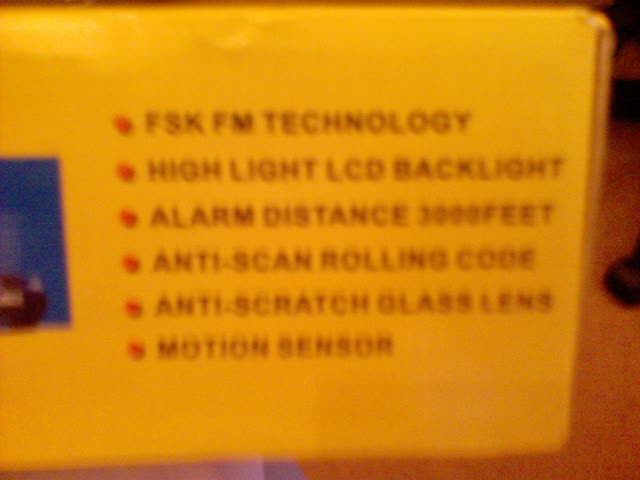 FSK FM TECHNOLOGY
HIGH LIGHT LCD BACKLIGHT
ALARM DISTANCE 3000FEET
ANTI-SCAN ROLLING CODE
ANTI-SCRATCH GLASS LENS
MOTION SENSOR